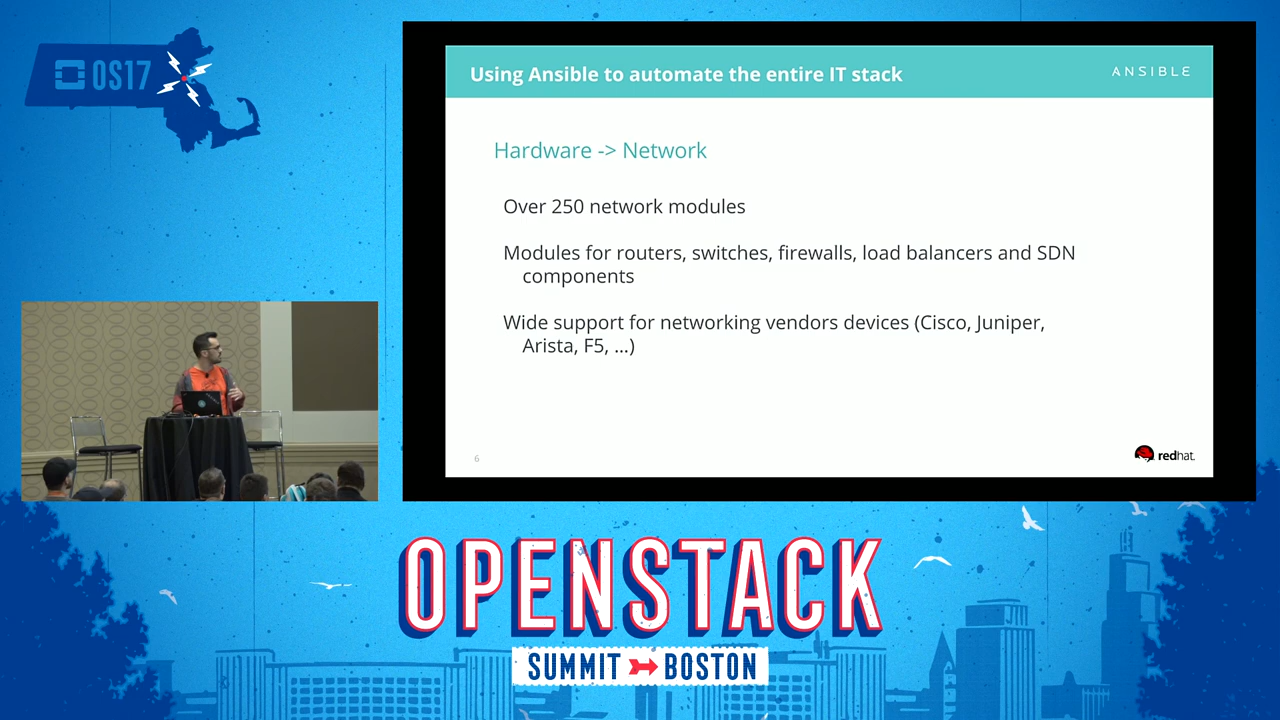 OS17
Using Ansible to automate the entire IT stack
ANSIBLE
Hardware -> Network
Over 250 network modules
Modules for routers, switches, firewalls, load balancers and SDN
components
Wide support for networking vendors devices (Cisco, Juniper,
Arista, F5, ...)
6
redhat.
OPENSTACK
SUMMIT BOSTON